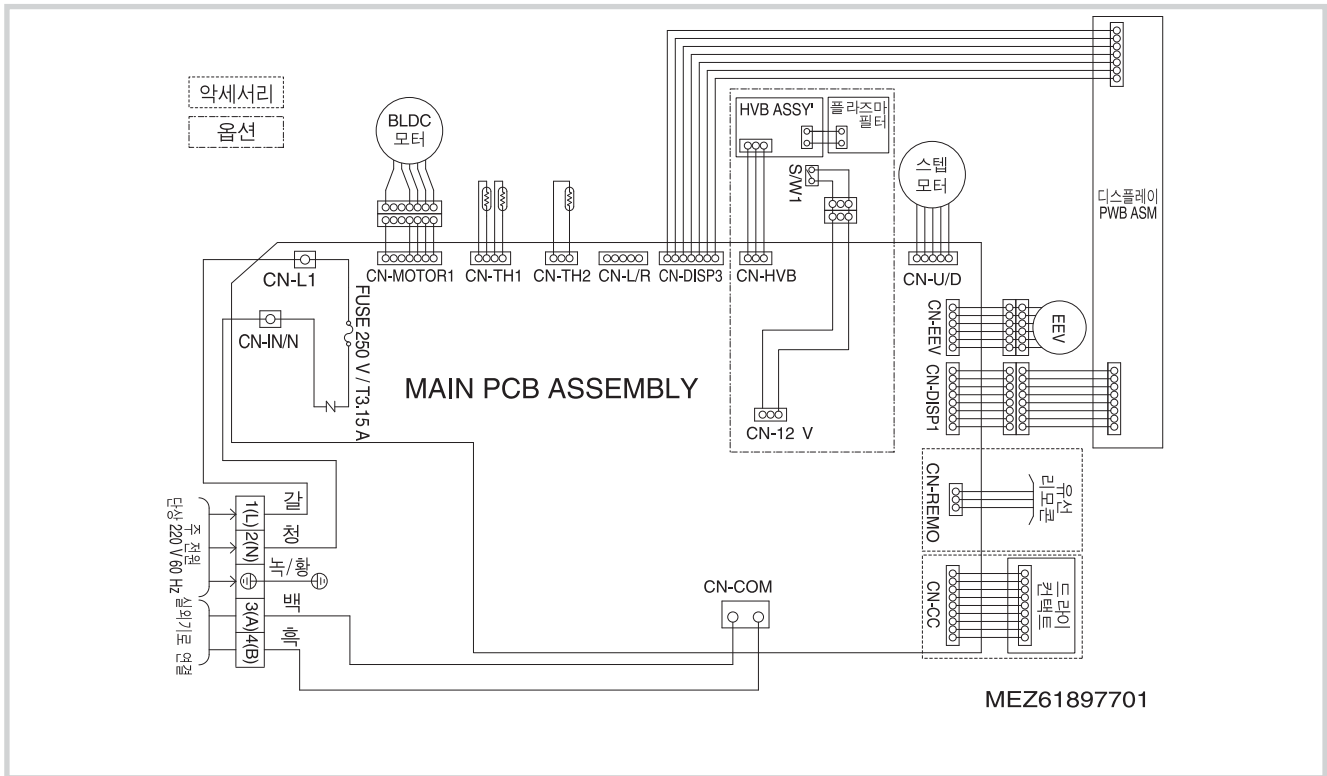 악세서리
옵션
BLDC
모터
HVB ASSY'
플라즈마
필터
S/W1
스텝
모터
디스플레이
PWB ASM
CN-L1
CN-MOTOR1
CN-TH1
CN-TH2
CN-L/R
CN-DISP3
CN-HVB
CN-U/D
CN-IN/N
FUSE 250 V / T3.15 A
CN-EEV
EEV
MAIN PCB ASSEMBLY
CN-DISP1
CN-12 V
CN-REMO
유선
리모콘
주 전원
단상 220 V 60 Hz
1(L)
2(N)
갈
청
녹/황
백
흑
3(A)
4(B)
실외기로 연결
CN-COM
CN-CC
드라이
컨택트
MEZ61897701